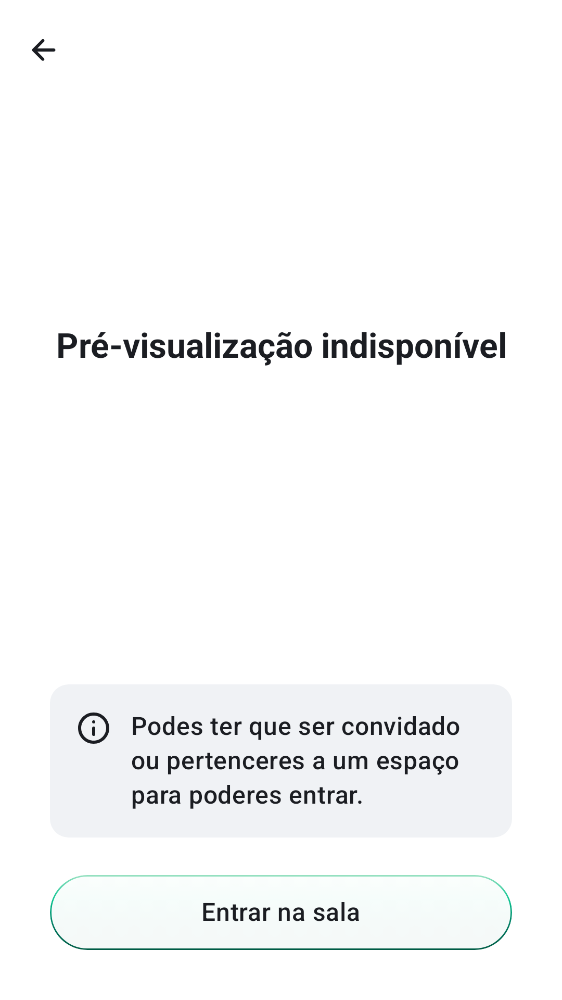 Pré-visualização indisponível
Podes ter que ser convidado
ou pertenceres a um espaço
para poderes entrar.
Entrar na sala